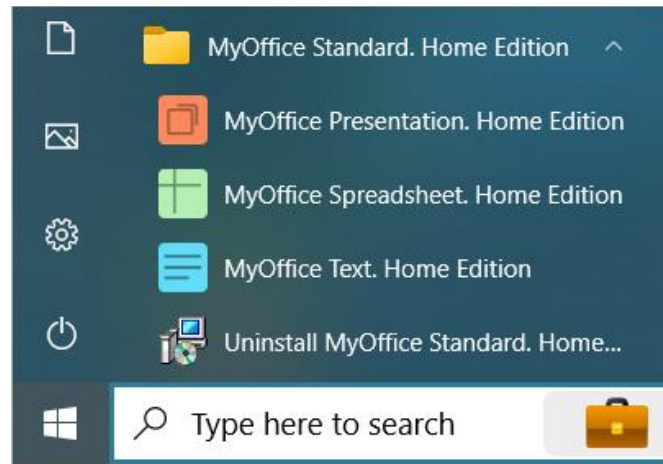 MyOffice Standard. Home Edition
MyOffice Presentation. Home Edition
MyOffice Spreadsheet. Home Edition
MyOffice Text. Home Edition
Uninstall MyOffice Standard. Home...
Type here to search